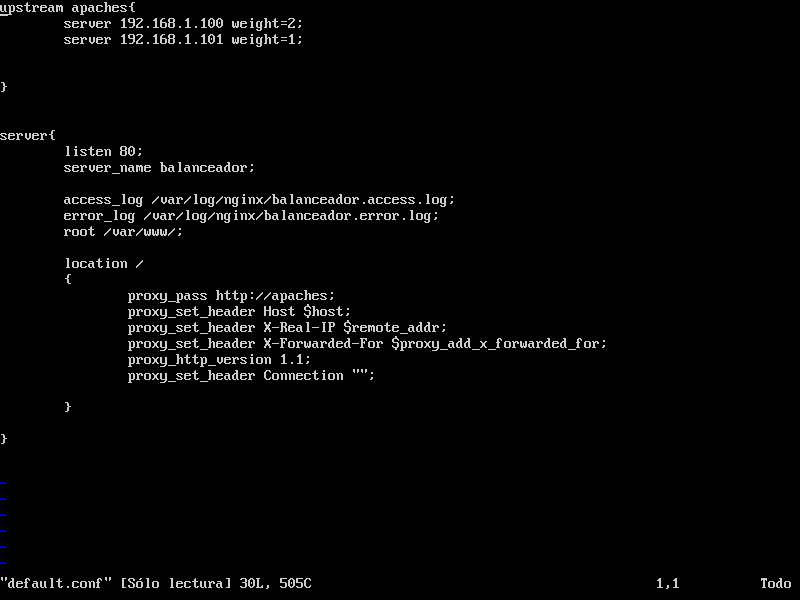 upstream apaches{
        server 192.168.1.100 weight=2;
        server 192.168.1.101 weight=1;
}
server{
        listen 80;
        server_name balanceador;
        access_log /var/log/nginx/balanceador.access.log;
        error_log /var/log/nginx/balanceador.error.log;
        root /var/www/;
        location /
        {
                proxy_pass http://apaches;
                proxy_set_header Host $host;
                proxy_set_header X-Real-IP $remote_addr;
                proxy_set_header X-Forwarded-For $proxy_add_x_forwarded_for;
                proxy_http_version 1.1;
                proxy_set_header Connection "";
        }
}
~
~
~
~
~
~
"default.conf" [Sólo lectura] 30L, 505C 1,1 Todo